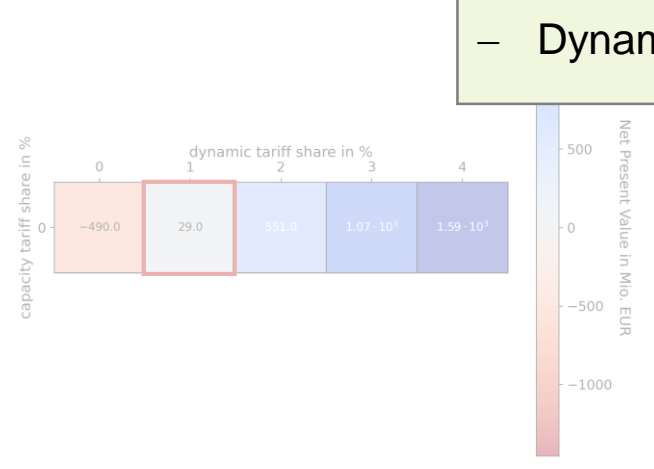 – Dynam
dynamic tariff share in %
0 1 2 3 4
capacity tariff share in %
0
−490.0 29.0 551.0 1.07 · 10³ 1.59 · 10³
500
0
−500
−1000
Net Present Value in Mio. EUR